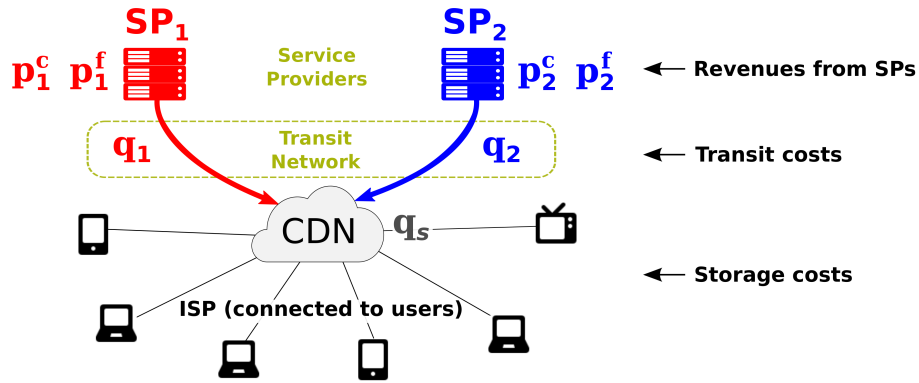 SP1 SP2
p1c p1f Service Providers p2c p2f Revenues from SPs
q1 Transit Network q2 Transit costs
CDN qs
Storage costs
ISP (connected to users)